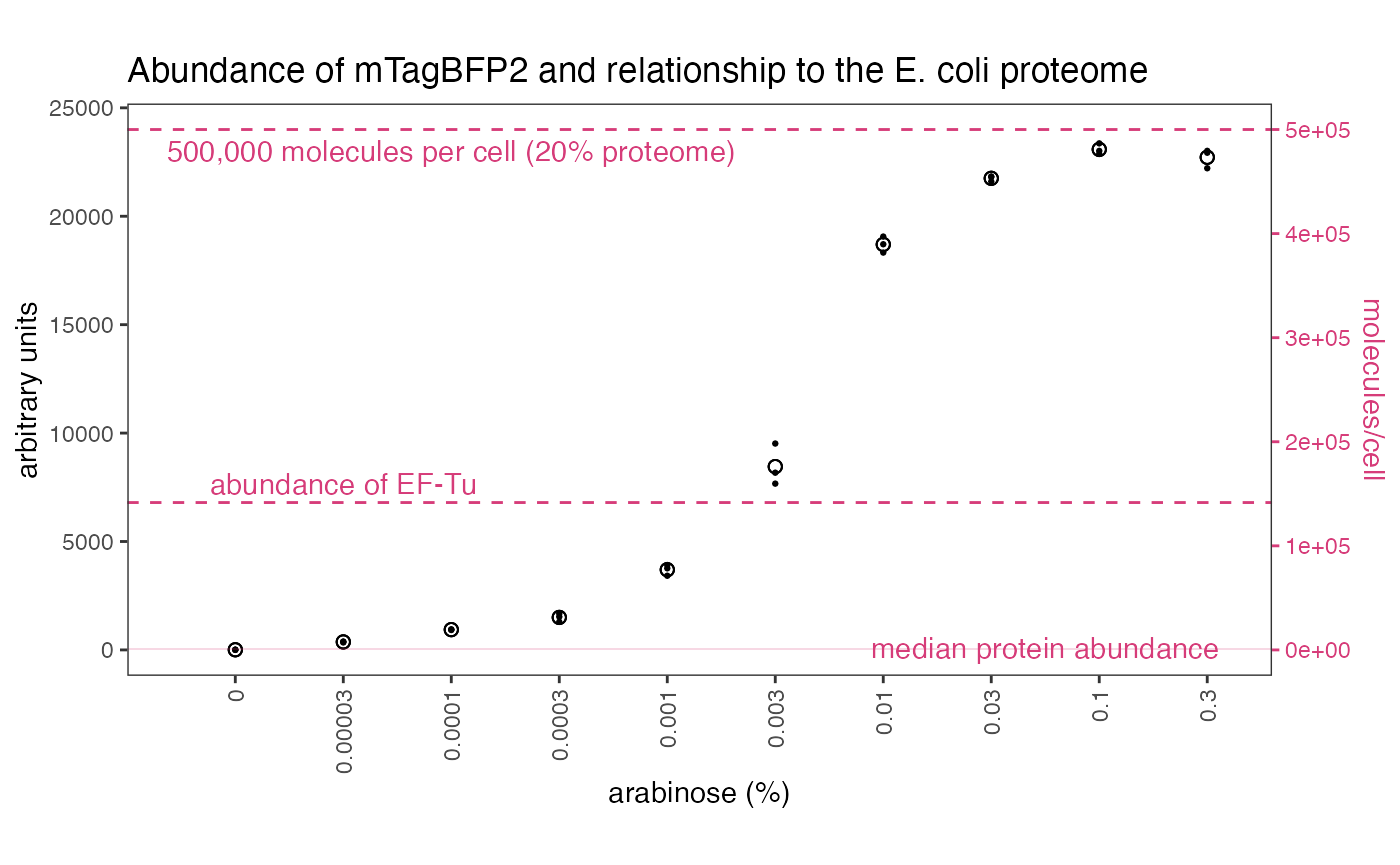 Abundance of mTagBFP2 and relationship to the E. coli proteome
25000
20000
15000
10000
5000
0
arbitrary units
500,000 molecules per cell (20% proteome)
abundance of EF-Tu
median protein abundance
5e+05
4e+05
3e+05
2e+05
1e+05
0e+00
molecules/cell
0
0.00003
0.0001
0.0003
0.001
0.003
0.01
0.03
0.1
0.3
arabinose (%)